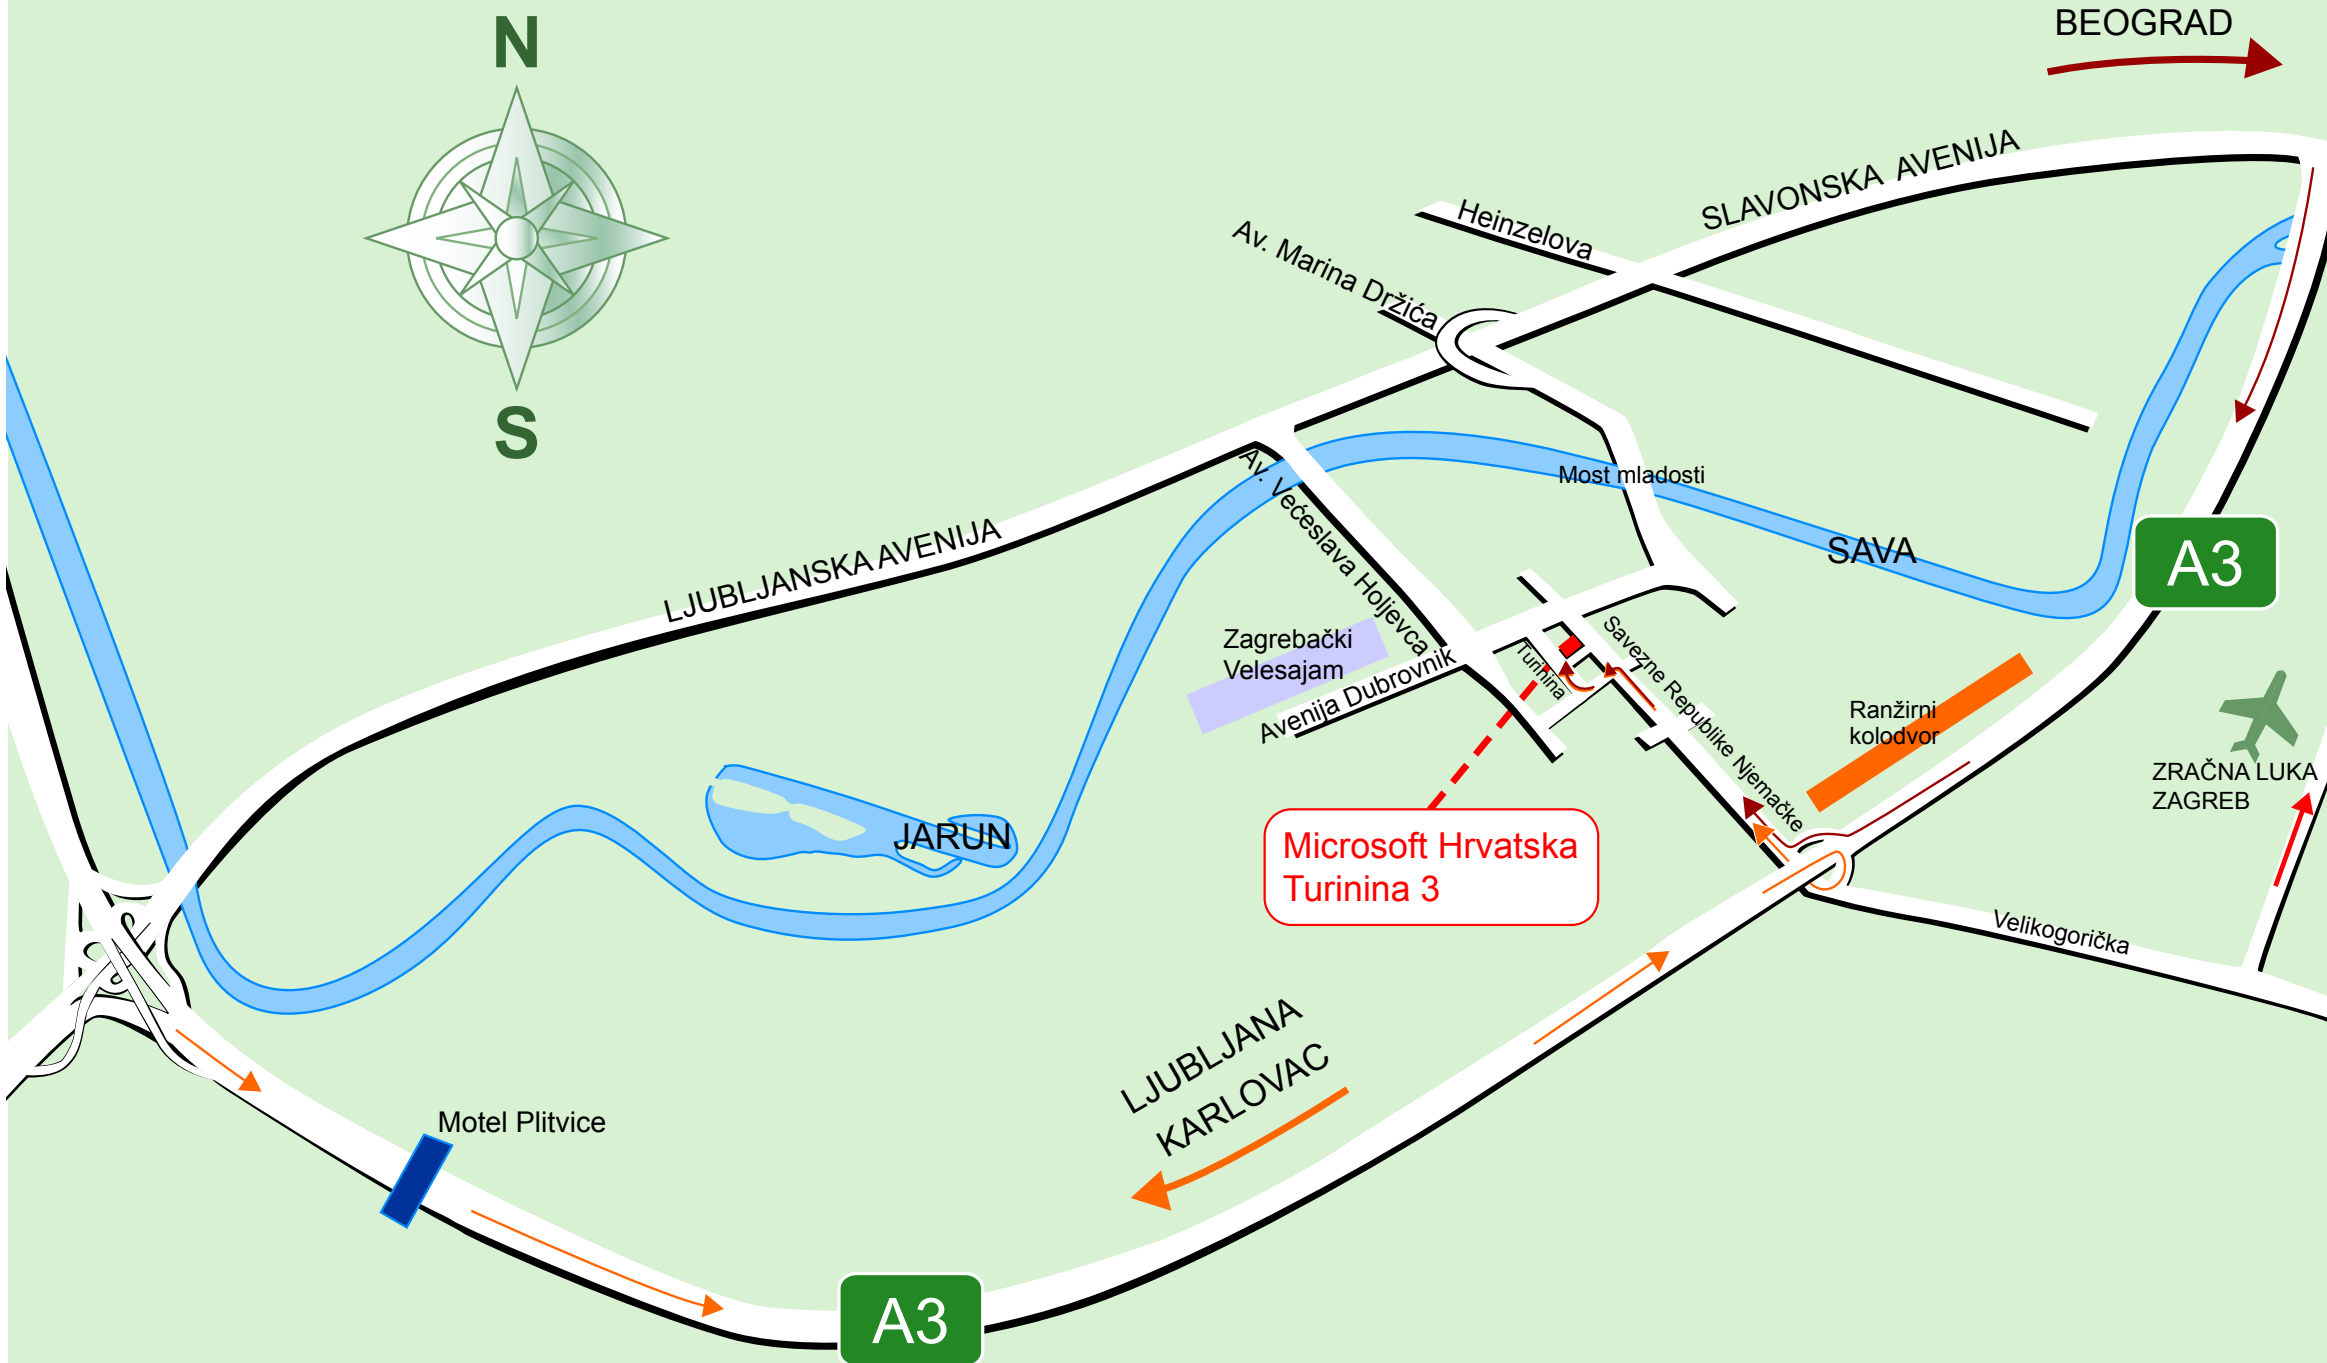 BEOGRAD
N
S
SLAVONSKA AVENIJA
Heinzelova
Av. Marina Držića
Most mladosti
SAVA
A3
Av. Većeslava Holjevca
LJUBLJANSKA AVENIJA
Zagrebački
Velesajam
Avenija Dubrovnik
Turinina
Savezne Republike Njemačke
Ranžirni
kolodvor
ZRAČNA LUKA
ZAGREB
JARUN
Microsoft Hrvatska
Turinina 3
Velikogorička
LJUBLJANA
KARLOVAC
Motel Plitvice
A3